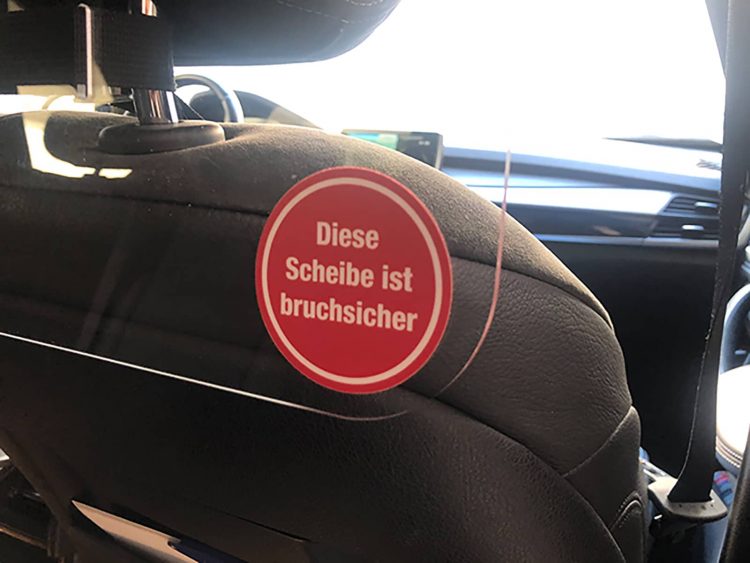 Diese
Scheibe ist
bruchsicher